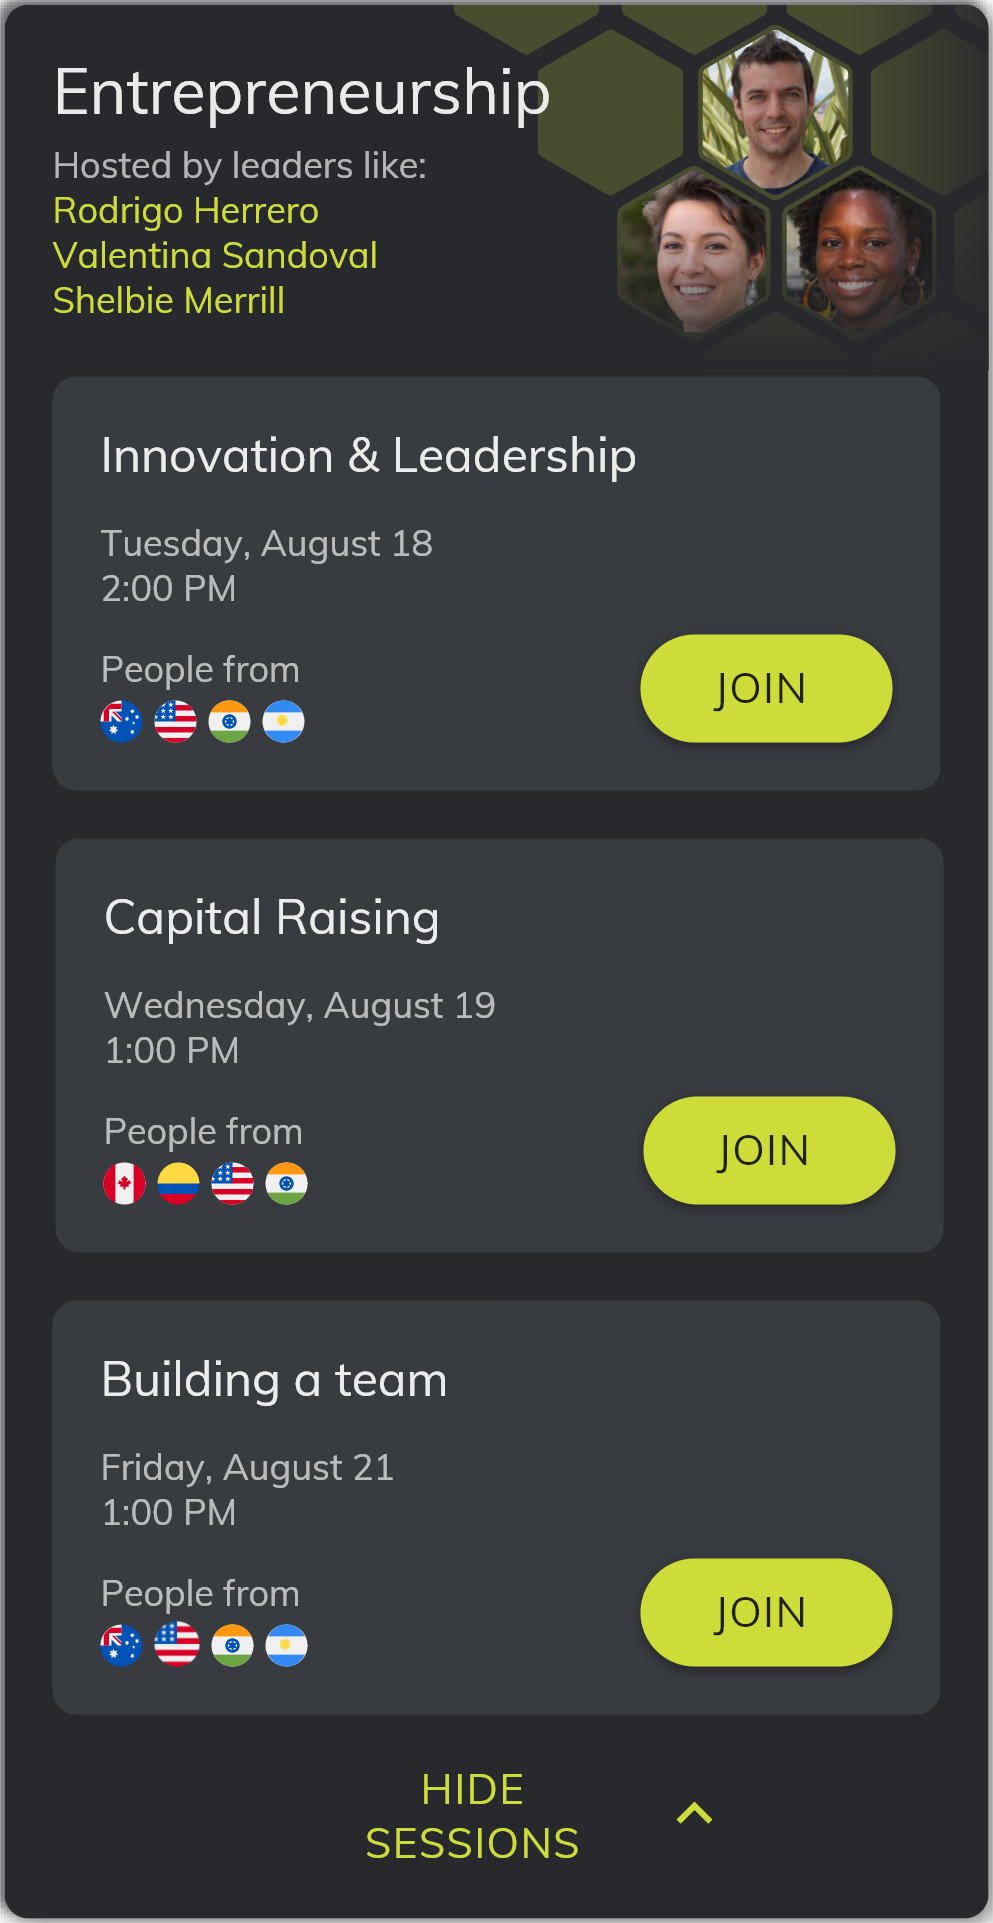 Entrepreneurship
Hosted by leaders like:
Rodrigo Herrero
Valentina Sandoval
Shelbie Merrill
Innovation & Leadership
Tuesday, August 18
2:00 PM
People from
JOIN
Capital Raising
Wednesday, August 19
1:00 PM
People from
JOIN
Building a team
Friday, August 21
1:00 PM
People from
JOIN
HIDE
SESSIONS